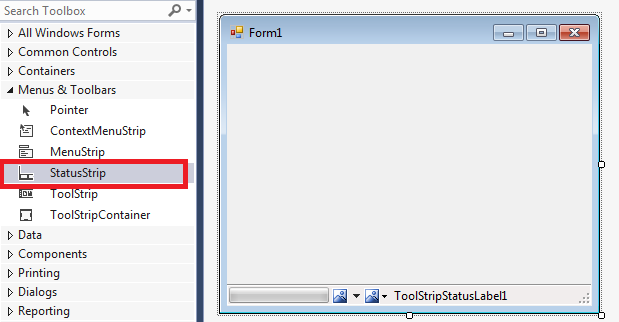 Search Toolbox
All Windows Forms
Common Controls
Containers
Menus & Toolbars
Pointer
ContextMenuStrip
MenuStrip
StatusStrip
ToolStrip
ToolStripContainer
Data
Components
Printing
Dialogs
Reporting
Form1
ToolStripStatusLabel1